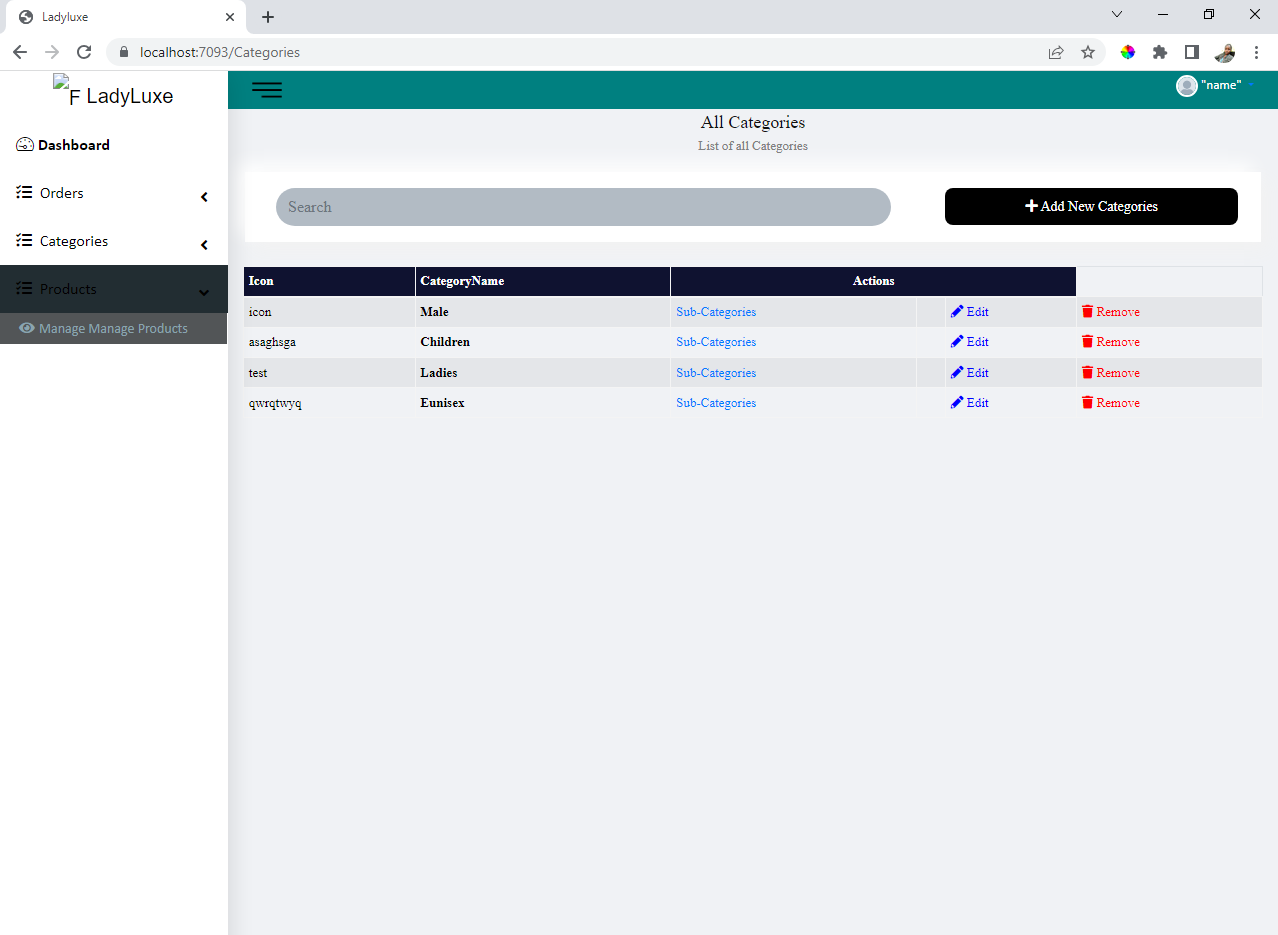 Ladyluxe
localhost:7093/Categories
F LadyLuxe
"name"
Dashboard
Orders
Categories
Products
Manage Manage Products
All Categories
List of all Categories
Search
Add New Categories
Icon CategoryName Actions
icon Male Sub-Categories Edit Remove
asaghsga Children Sub-Categories Edit Remove
test Ladies Sub-Categories Edit Remove
qwrqtwyq Eunisex Sub-Categories Edit Remove